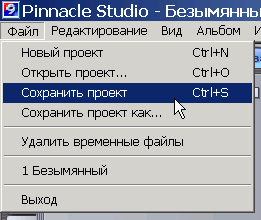 Pinnacle Studio - Безымянны
Файл Редактирование Вид Альбом
Новый проект Ctrl+N
Открыть проект... Ctrl+O
Сохранить проект Ctrl+S
Сохранить проект как...
Удалить временные файлы
1 Безымянный
Выход